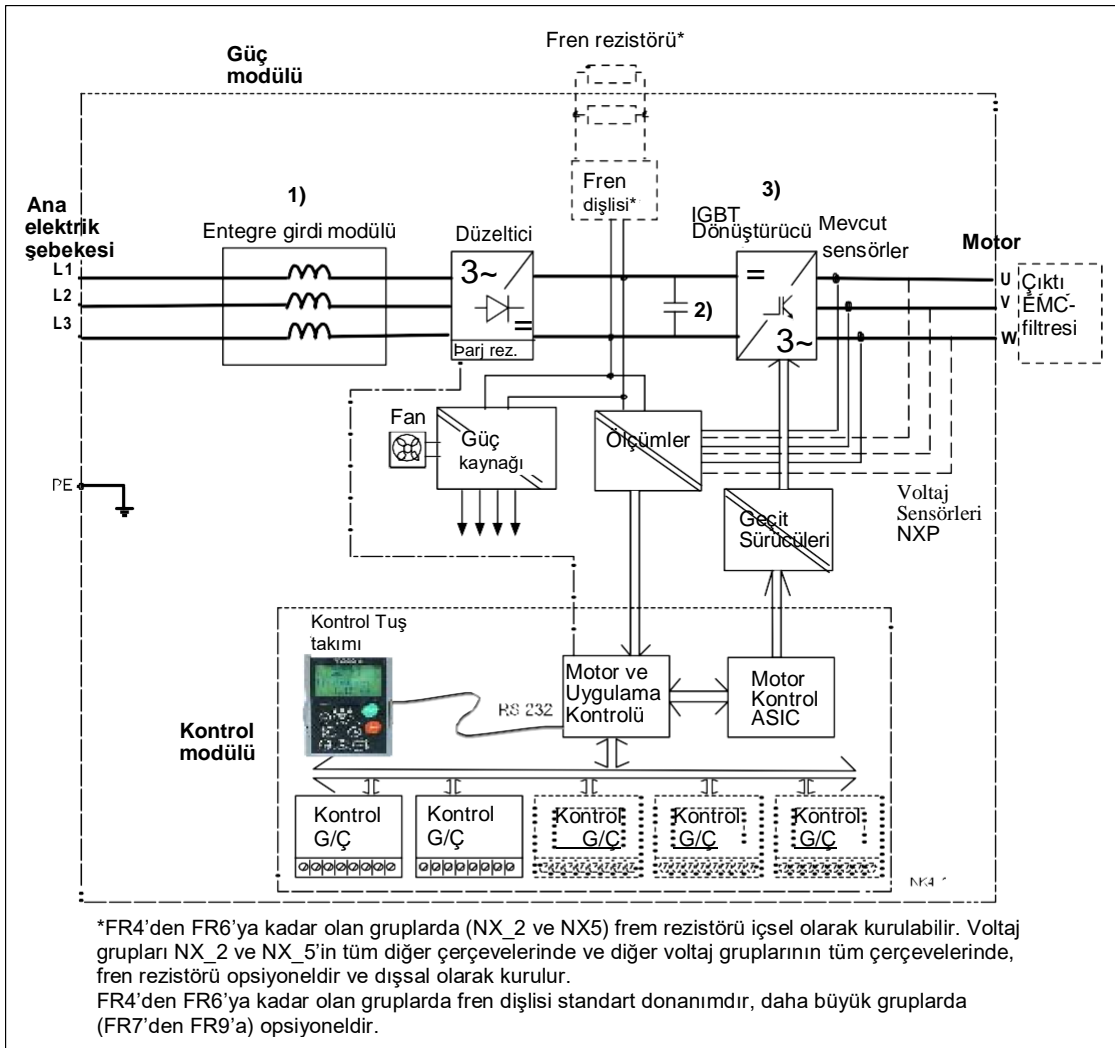 Fren rezistörü*
Güç
modülü
Fren
dişlisi*
3)
1)
Ana
elektrik
şebekesi
Entegre girdi modülü
Düzeltici
IGBT
Dönüştürücü
Mevcut
sensörler
Motor
L1
L2
L3
3~
=
Þarj rez.
2)
=
3~
U
V
W
Çıktı
EMC-
filtresi
Fan
Güç
kaynağı
Ölçümler
PE
Voltaj
Sensörleri
NXP
Geçit
Sürücüleri
Kontrol Tuş
takımı
Motor ve
Uygulama
Kontrolü
Motor
Kontrol
ASIC
RS 232
Kontrol
modülü
Kontrol
G/Ç
Kontrol
G/Ç
Kontrol
G/Ç
Kontrol
G/Ç
Kontrol
G/Ç
*FR4’den FR6’ya kadar olan gruplarda (NX_2 ve NX5) frem rezistörü içsel olarak kurulabilir. Voltaj
grupları NX_2 ve NX_5’in tüm diğer çerçevelerinde ve diğer voltaj gruplarının tüm çerçevelerinde,
fren rezistörü opsiyoneldir ve dışsal olarak kurulur.
FR4’den FR6’ya kadar olan gruplarda fren dişlisi standart donanımdır, daha büyük gruplarda
(FR7’den FR9’a) opsiyoneldir.